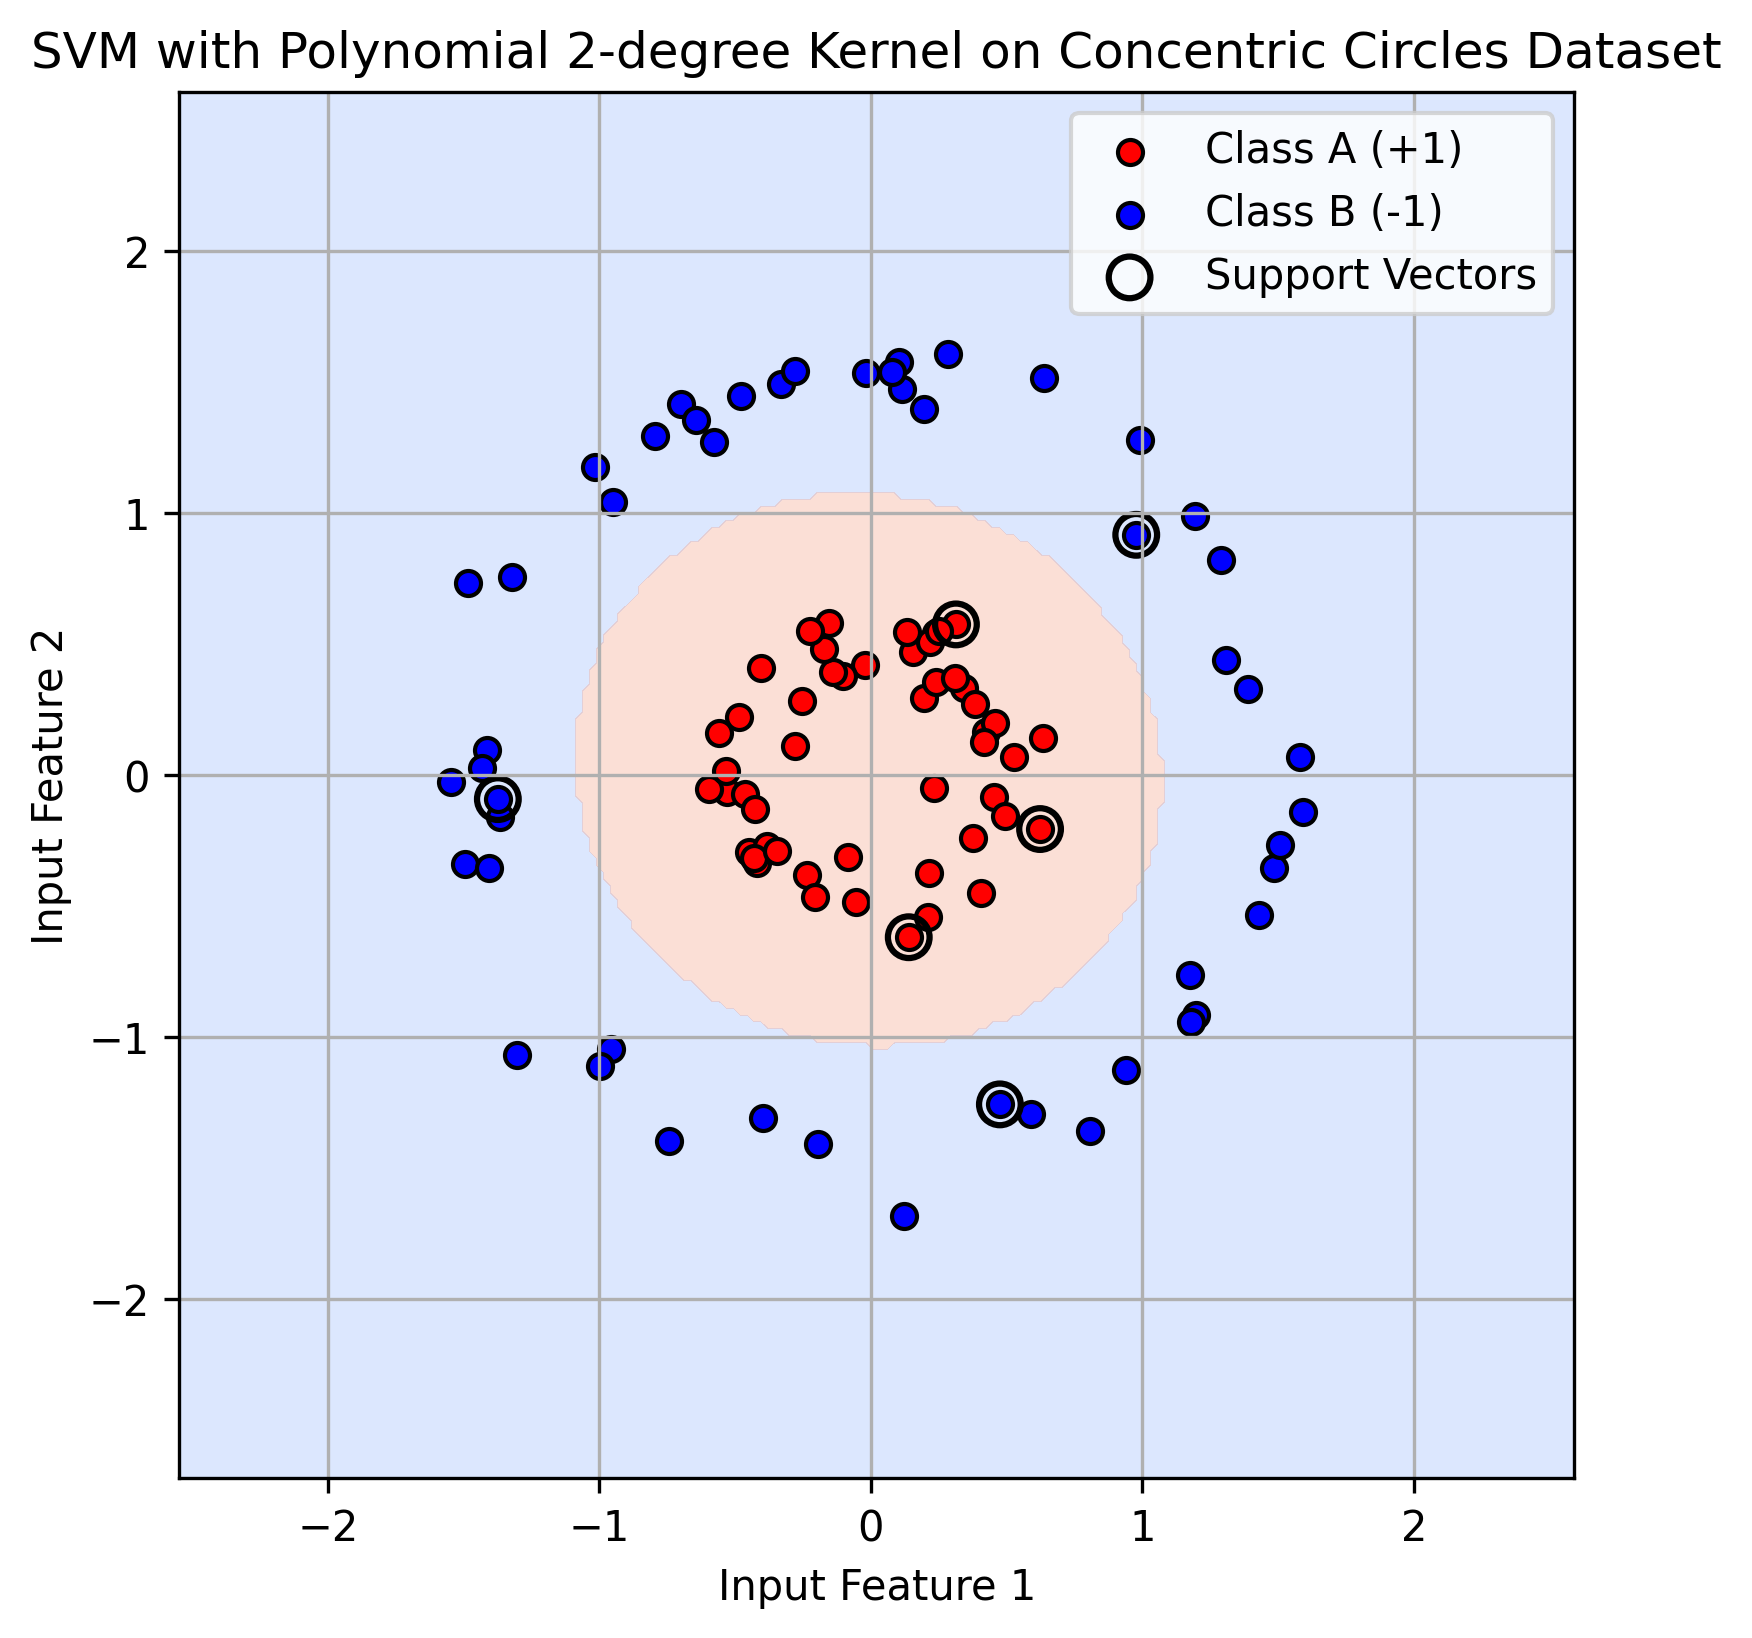 SVM with Polynomial 2-degree Kernel on Concentric Circles Dataset
Class A (+1)
Class B (-1)
Support Vectors
2
1
0
−1
−2
Input Feature 2
−2
−1
0
1
2
Input Feature 1